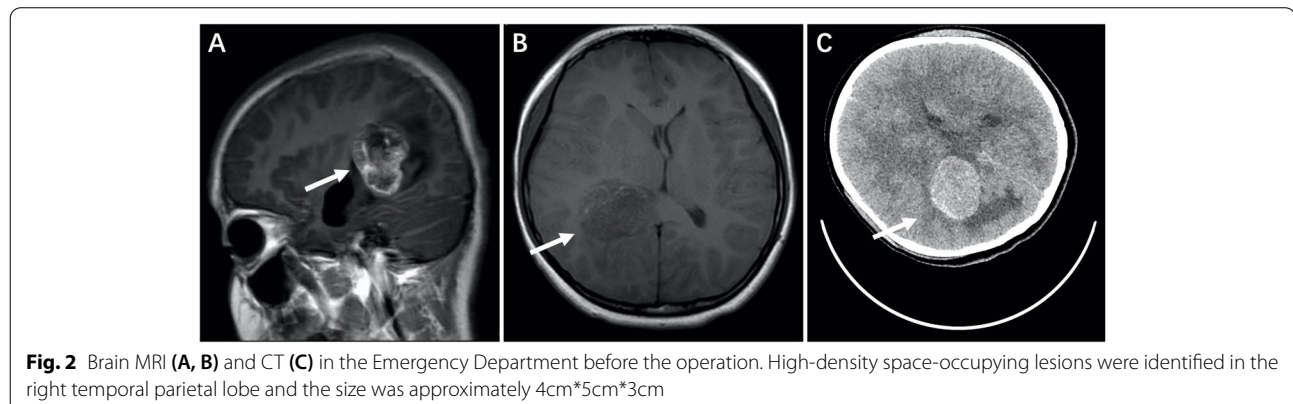 A
B
C
Fig. 2 Brain MRI (A, B) and CT (C) in the Emergency Department before the operation. High-density space-occupying lesions were identified in the
right temporal parietal lobe and the size was approximately 4cm*5cm*3cm